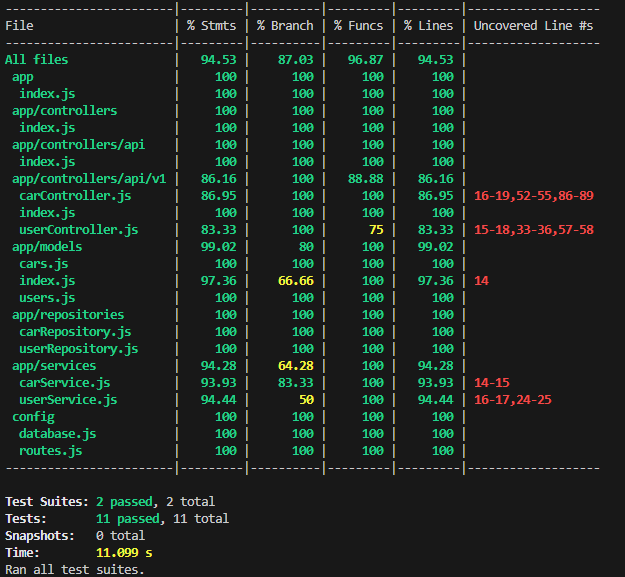 -------------------------|---------|----------|---------|---------|-------------------
File                     | % Stmts | % Branch | % Funcs | % Lines | Uncovered Line #s
-------------------------|---------|----------|---------|---------|-------------------
All files                |   94.53 |    87.03 |   96.87 |   94.53 |
 app                     |     100 |      100 |     100 |     100 |
  index.js               |     100 |      100 |     100 |     100 |
 app/controllers         |     100 |      100 |     100 |     100 |
  index.js               |     100 |      100 |     100 |     100 |
 app/controllers/api     |     100 |      100 |     100 |     100 |
  index.js               |     100 |      100 |     100 |     100 |
 app/controllers/api/v1  |   86.16 |      100 |   88.88 |   86.16 |
  carController.js       |   86.95 |      100 |     100 |   86.95 | 16-19,52-55,86-89
  index.js               |     100 |      100 |     100 |     100 |
  userController.js      |   83.33 |      100 |      75 |   83.33 | 15-18,33-36,57-58
 app/models              |   99.02 |       80 |     100 |   99.02 |
  cars.js                |     100 |      100 |     100 |     100 |
  index.js               |   97.36 |    66.66 |     100 |   97.36 | 14
  users.js               |     100 |      100 |     100 |     100 |
 app/repositories        |     100 |      100 |     100 |     100 |
  carRepository.js       |     100 |      100 |     100 |     100 |
  userRepository.js      |     100 |      100 |     100 |     100 |
 app/services            |   94.28 |    64.28 |     100 |   94.28 |
  carService.js          |   93.93 |    83.33 |     100 |   93.93 | 14-15
  userService.js         |   94.44 |       50 |     100 |   94.44 | 16-17,24-25
 config                  |     100 |      100 |     100 |     100 |
  database.js            |     100 |      100 |     100 |     100 |
  routes.js              |     100 |      100 |     100 |     100 |
-------------------------|---------|----------|---------|---------|-------------------
Test Suites: 2 passed, 2 total
Tests:       11 passed, 11 total
Snapshots:   0 total
Time:        11.099 s
Ran all test suites.